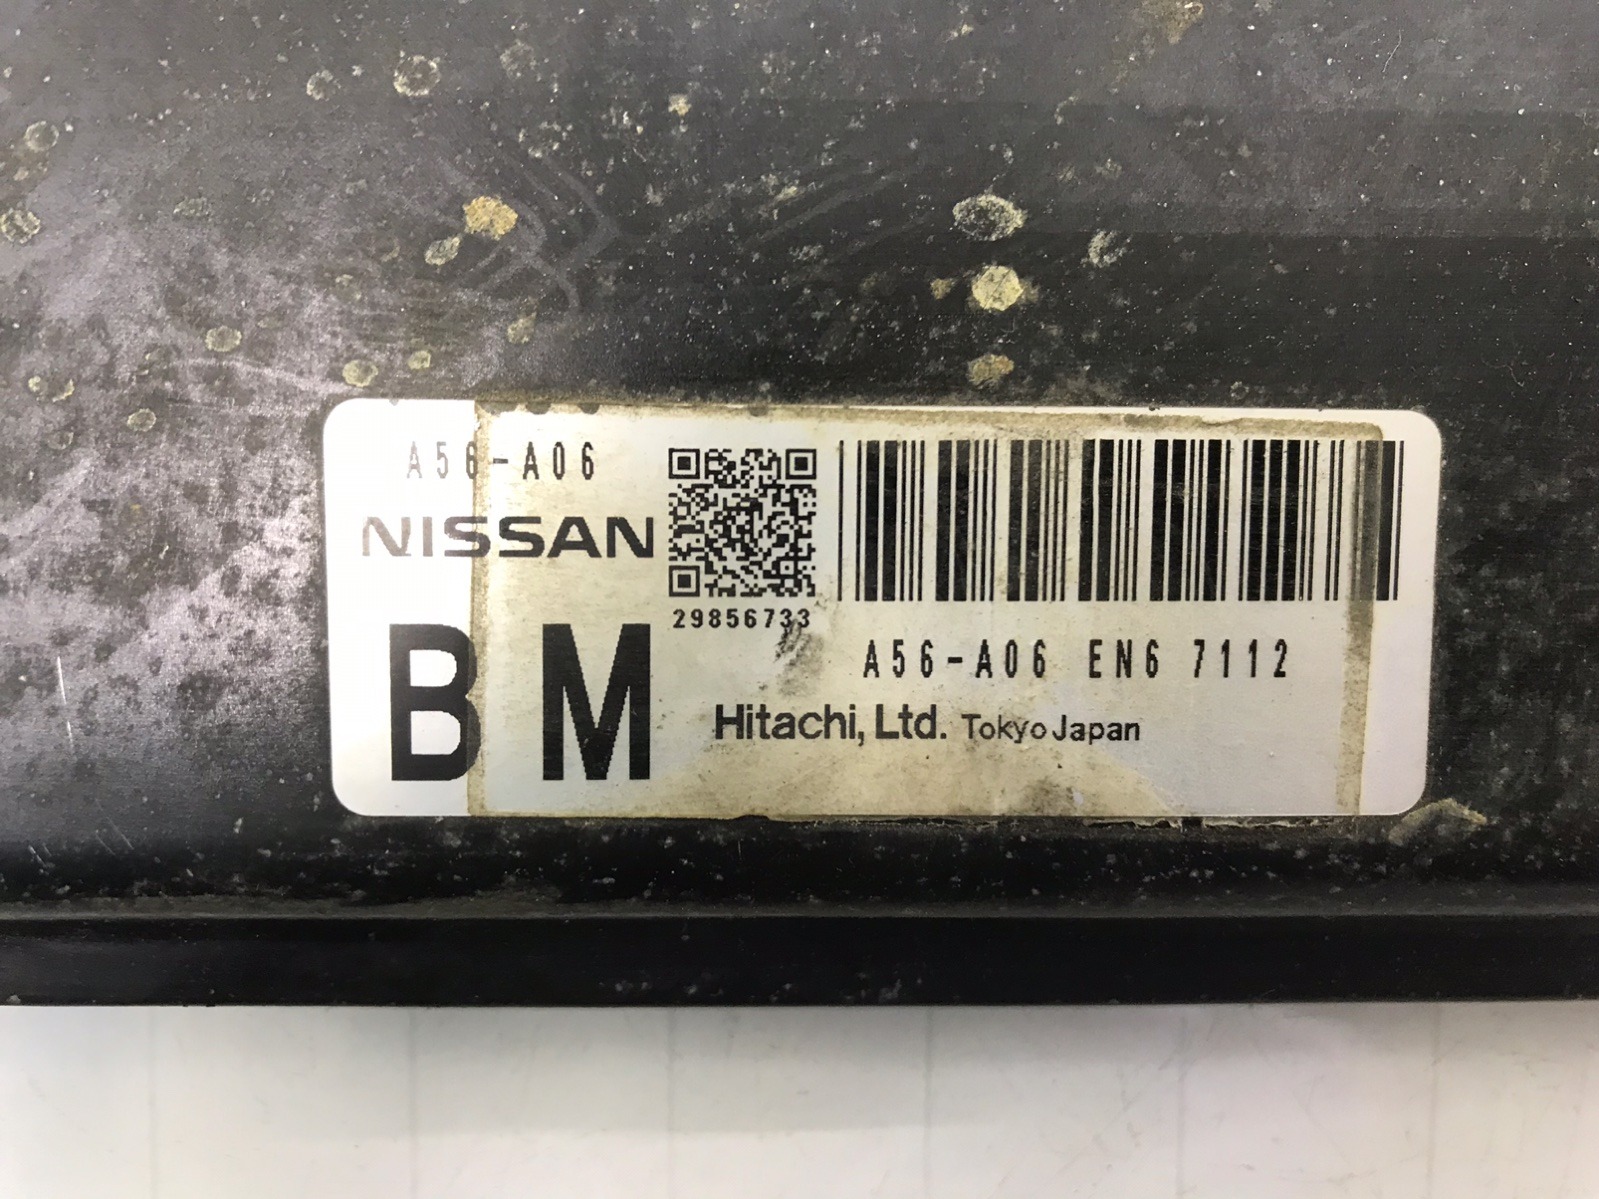 A56-A06
NISSAN
29856733
B M
A56-A06 EN6 7112
Hitachi, Ltd. Tokyo Japan